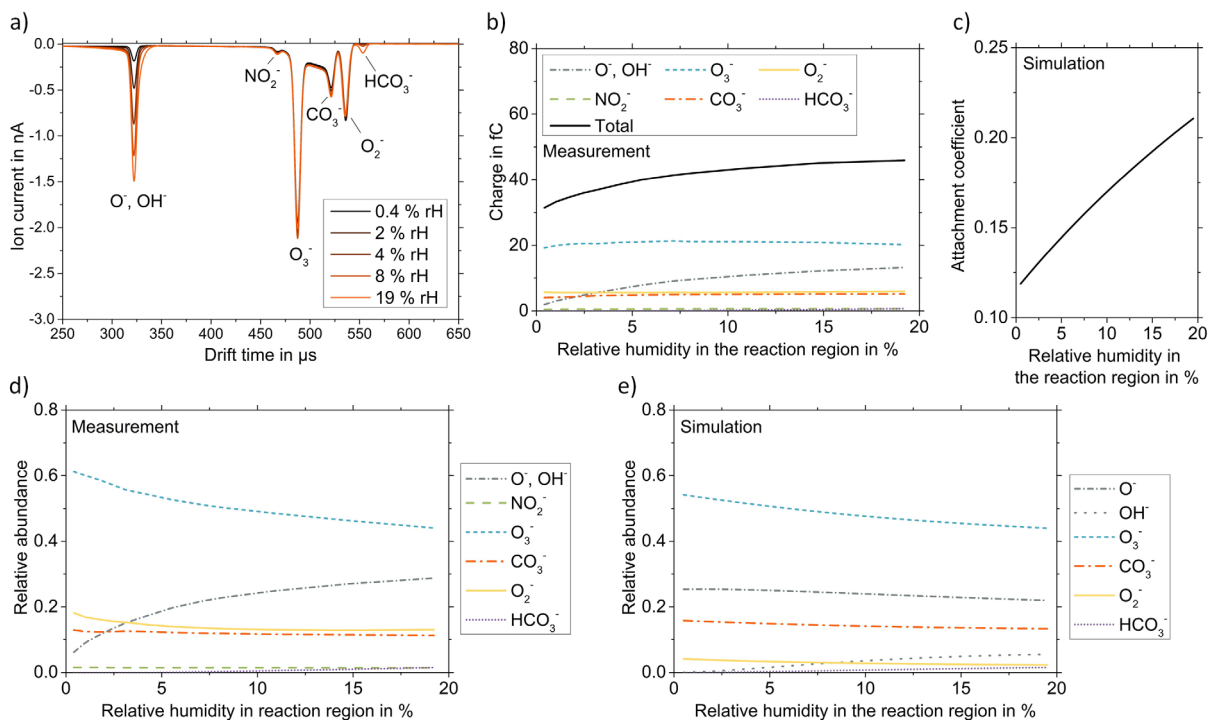 a)
0.0
-0.5
-1.0
-1.5
-2.0
-2.5
-3.0
Ion current in nA
NO₂⁻
HCO₃⁻
CO₃⁻
O₂⁻
O⁻, OH⁻
O₃⁻
0.4 % rH
2 % rH
4 % rH
8 % rH
19 % rH
250 300 350 400 450 500 550 600 650
Drift time in µs
b)
80
60
40
20
0
Charge in fC
O⁻, OH⁻ O₃⁻ O₂⁻
NO₂⁻ CO₃⁻ HCO₃⁻
Total
Measurement
0 5 10 15 20
Relative humidity in the reaction region in %
c)
0.25
0.20
0.15
0.10
Attachment coefficient
Simulation
0 5 10 15 20
Relative humidity in
the reaction region in %
d)
0.8
0.6
0.4
0.2
0.0
Relative abundance
Measurement
O⁻, OH⁻
NO₂⁻
O₃⁻
CO₃⁻
O₂⁻
HCO₃⁻
0 5 10 15 20
Relative humidity in reaction region in %
e)
0.8
0.6
0.4
0.2
0.0
Relative abundance
Simulation
O⁻
OH⁻
O₃⁻
CO₃⁻
O₂⁻
HCO₃⁻
0 5 10 15 20
Relative humidity in the reaction region in %